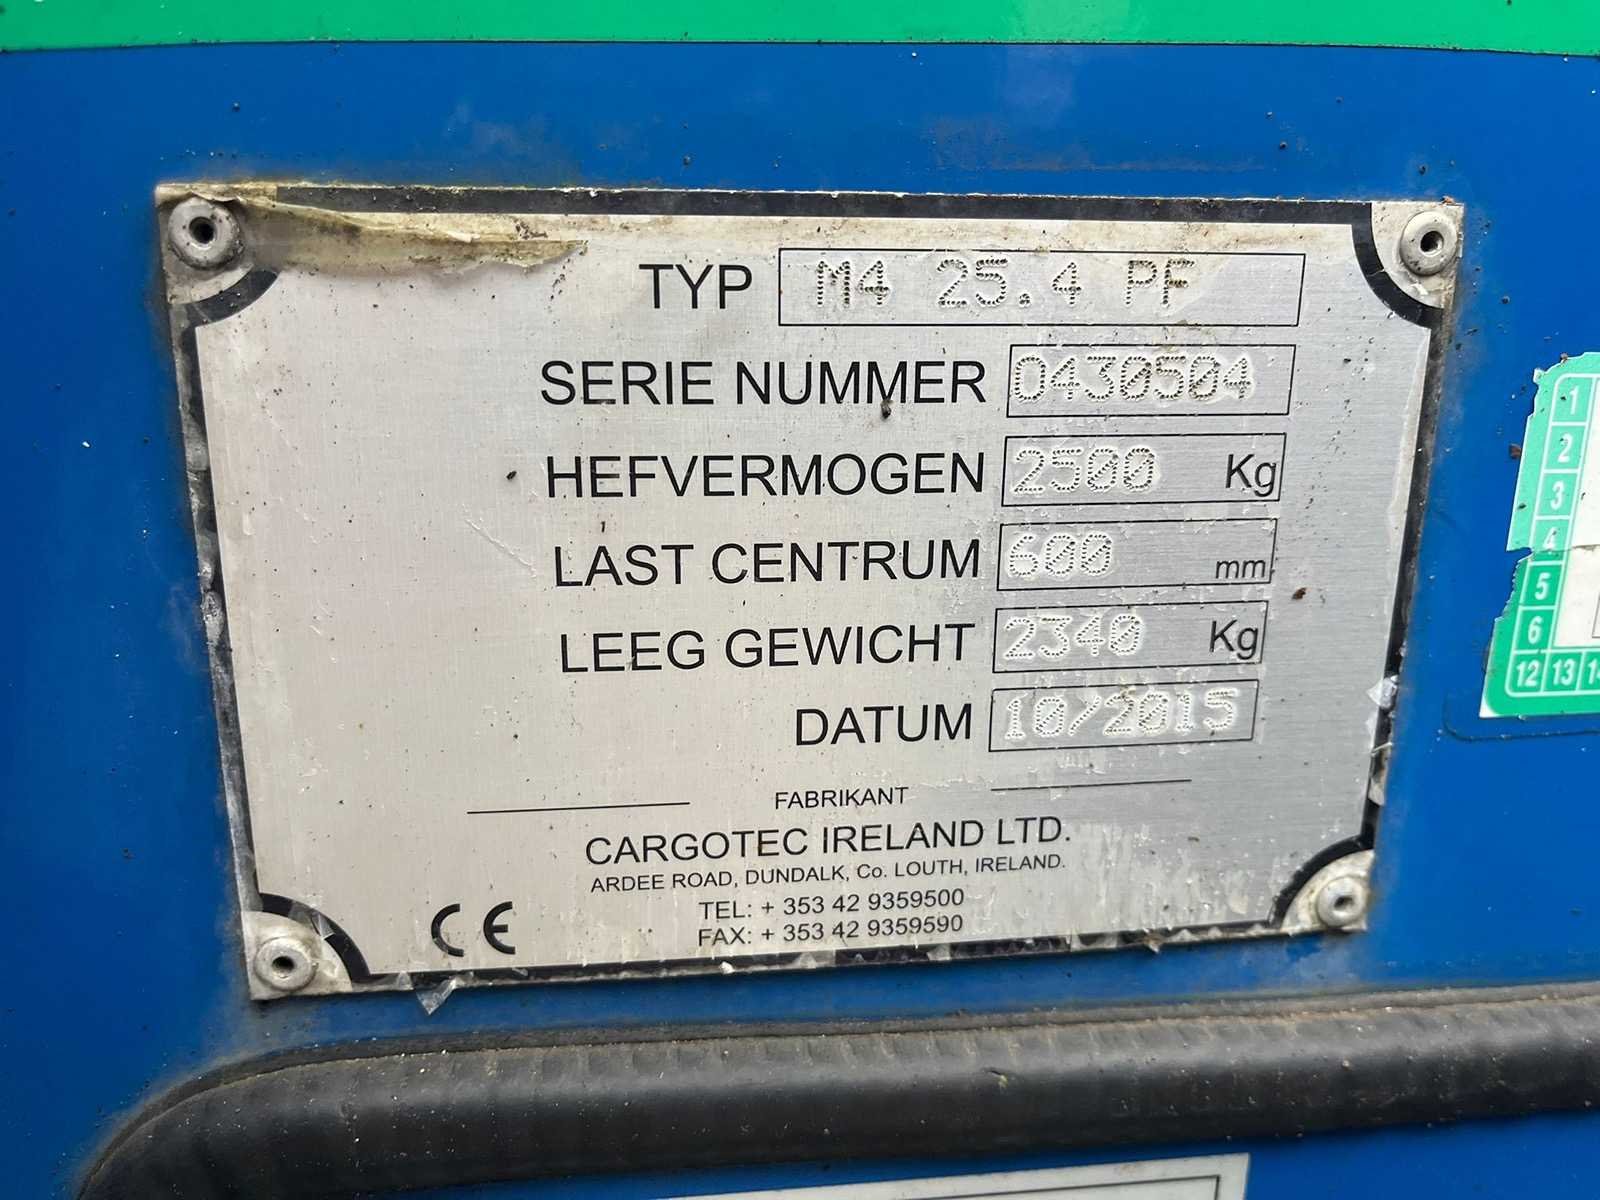 TYP M4 25.4 PF
SERIE NUMMER 0430504
HEFVERMOGEN 2500 Kg
LAST CENTRUM 600 mm
LEEG GEWICHT 2340 Kg
DATUM 10/2015
FABRIKANT
CARGOTEC IRELAND LTD.
ARDEE ROAD, DUNDALK, Co. LOUTH, IRELAND.
TEL: + 353 42 9359500
FAX: + 353 42 9359590
CE
1
2
3
4
5
6
12 13